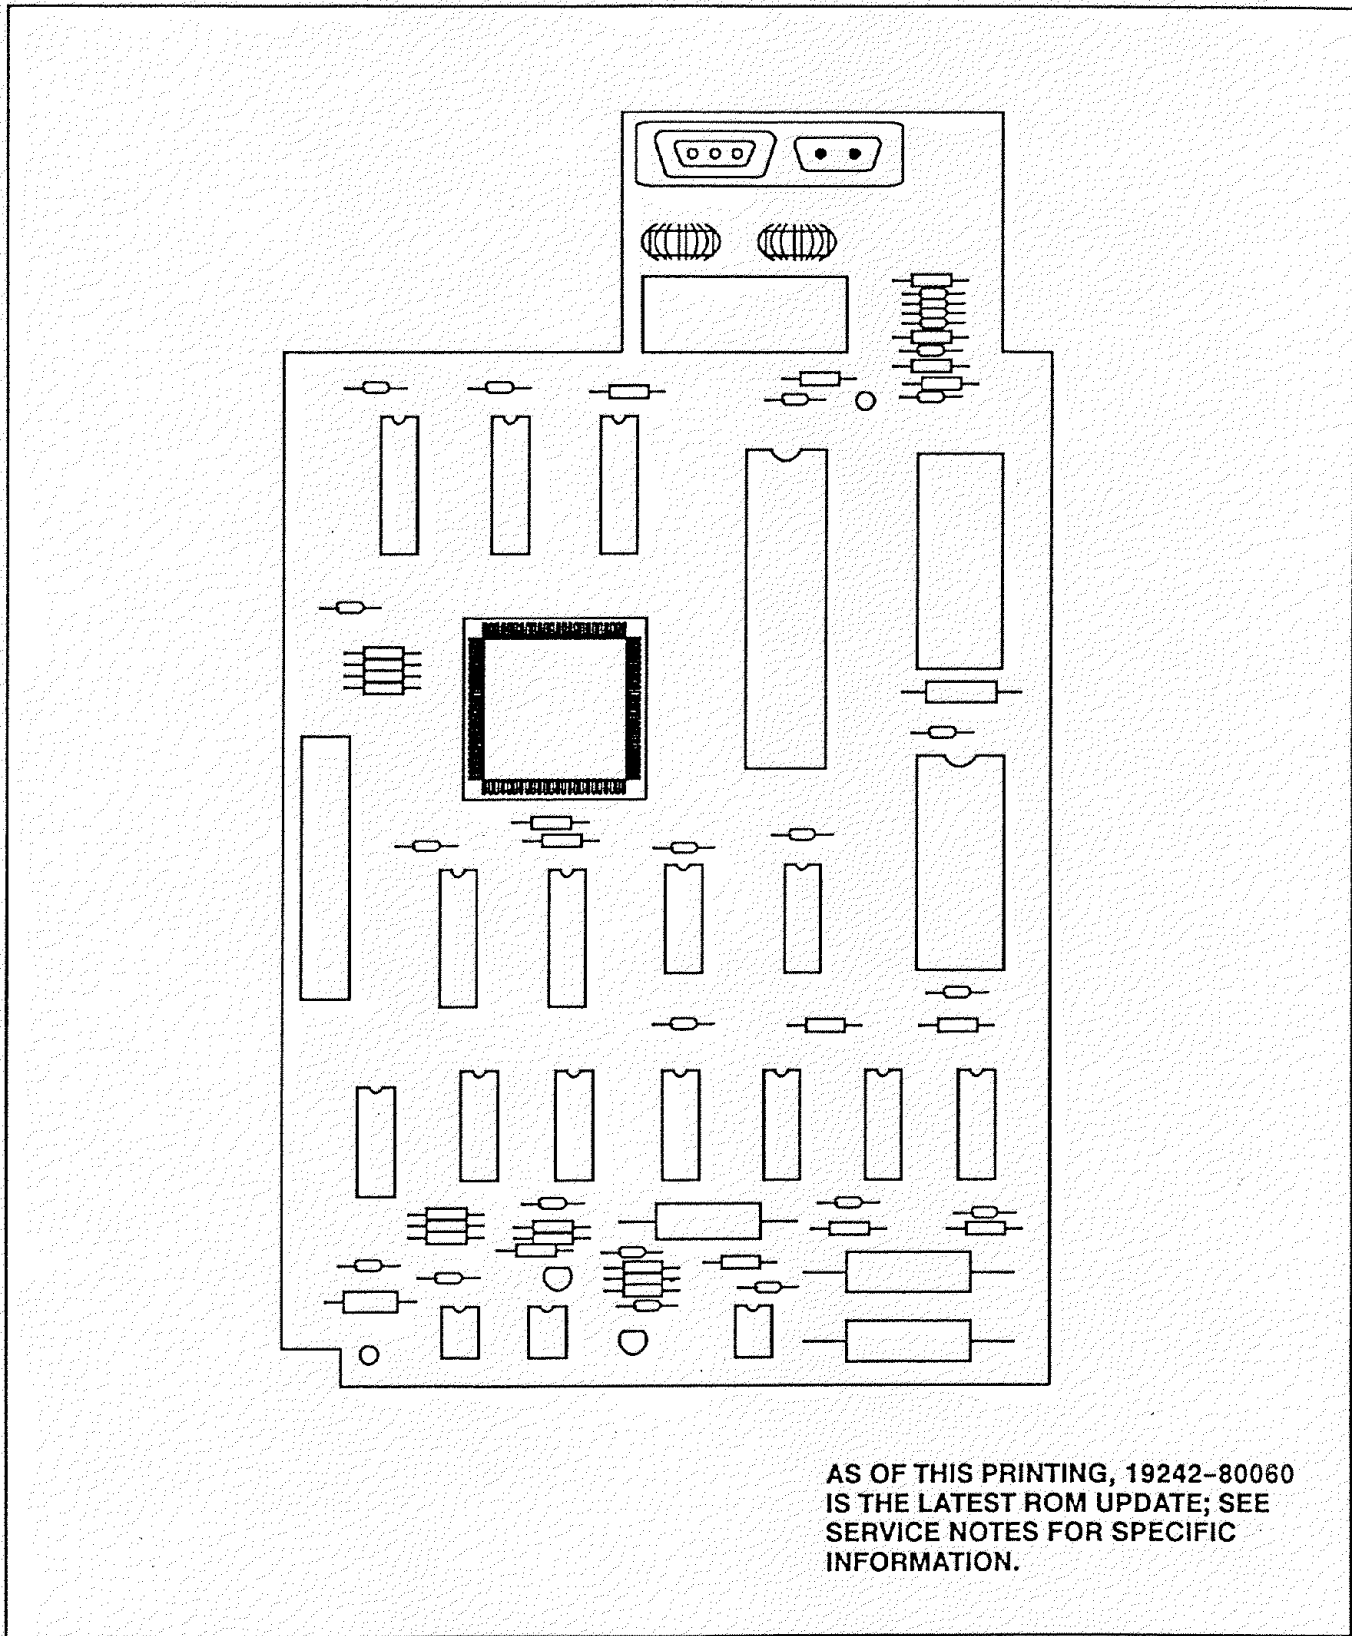 AS OF THIS PRINTING, 19242-80060
IS THE LATEST ROM UPDATE; SEE
SERVICE NOTES FOR SPECIFIC
INFORMATION.